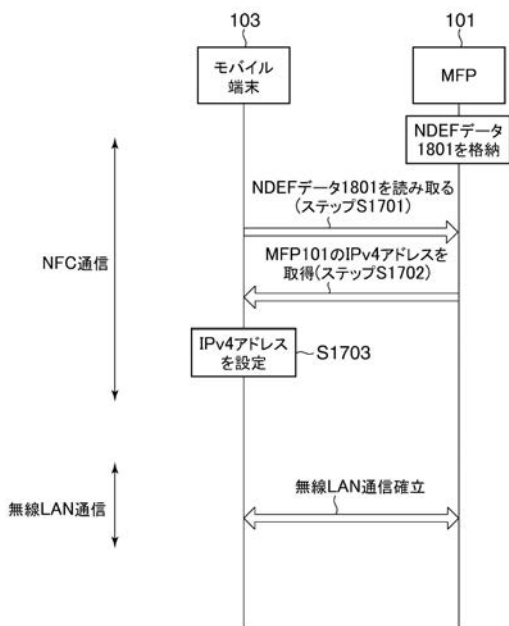 103
101
モバイル
端末
MFP
NDEFデータ
1801を格納
NDEFデータ1801を読み取る
(ステップS1701)
MFP101のIPv4アドレスを
取得(ステップS1702)
NFC通信
IPv4アドレス
を設定
S1703
無線LAN通信確立
無線LAN通信